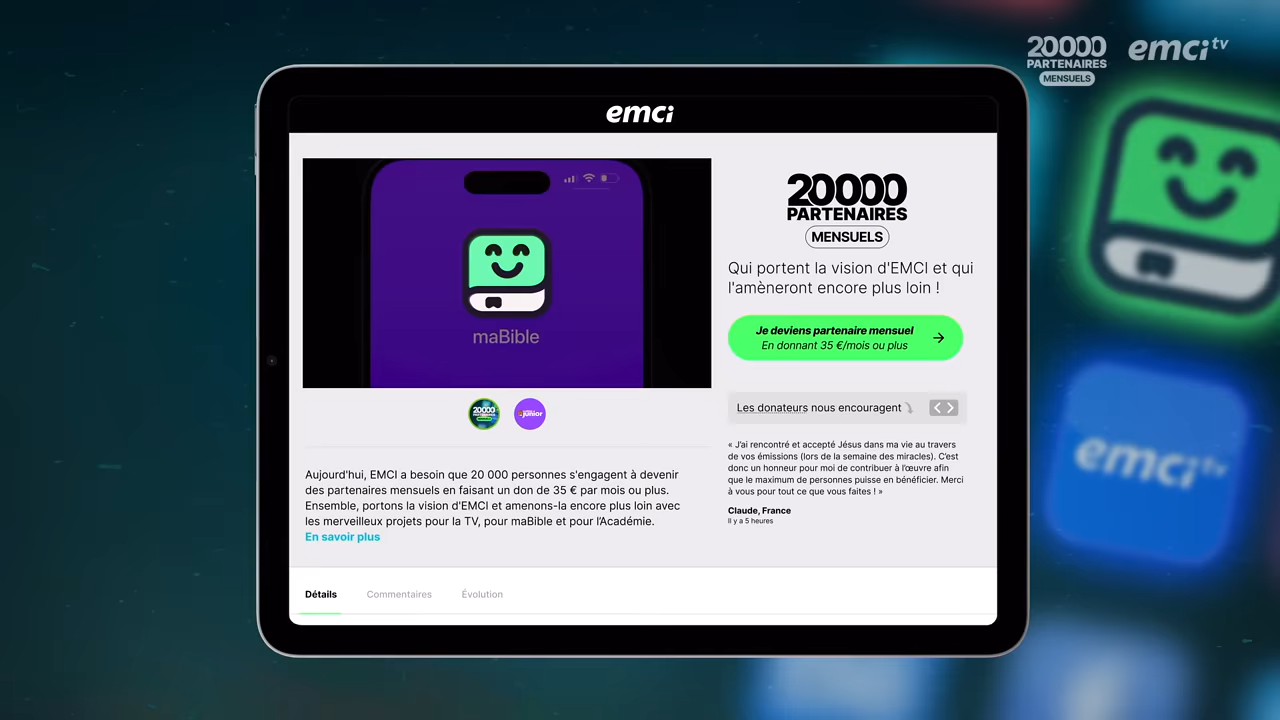 20000
PARTENAIRES
MENSUELS
emci tv
emci
maBible
20000
junior
20000
PARTENAIRES
MENSUELS
Qui portent la vision d'EMCI et qui
l'amèneront encore plus loin !
Je deviens partenaire mensuel
En donnant 35 €/mois ou plus
Les donateurs nous encouragent
« J'ai rencontré et accepté Jésus dans ma vie au travers
de vos émissions (lors de la semaine des miracles). C'est
donc un honneur pour moi de contribuer à l'œuvre afin
que le maximum de personnes puisse en bénéficier. Merci
à vous pour tout ce que vous faites ! »
Claude, France
Il y a 5 heures
Aujourd'hui, EMCI a besoin que 20 000 personnes s'engagent à devenir
des partenaires mensuels en faisant un don de 35 € par mois ou plus.
Ensemble, portons la vision d'EMCI et amenons-la encore plus loin avec
les merveilleux projets pour la TV, pour maBible et pour l'Académie.
En savoir plus
Détails
Commentaires
Évolution
emci tv